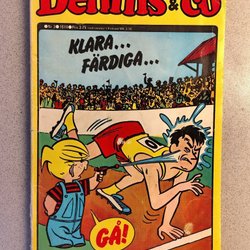 Dennis & Co
KLARA...
FÄRDIGA...
GÅ!